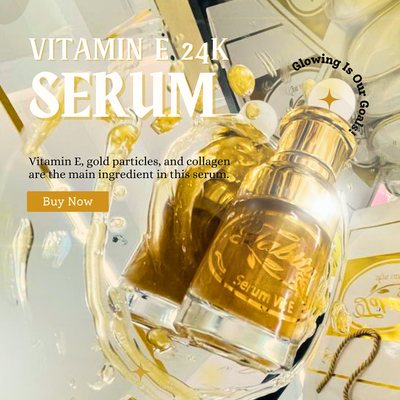 VITAMIN E 24K
SERUM
Glowing Is Our Goals!
Vitamin E, gold particles, and collagen
are the main ingredient in this serum.
Buy Now
Serum Vit E